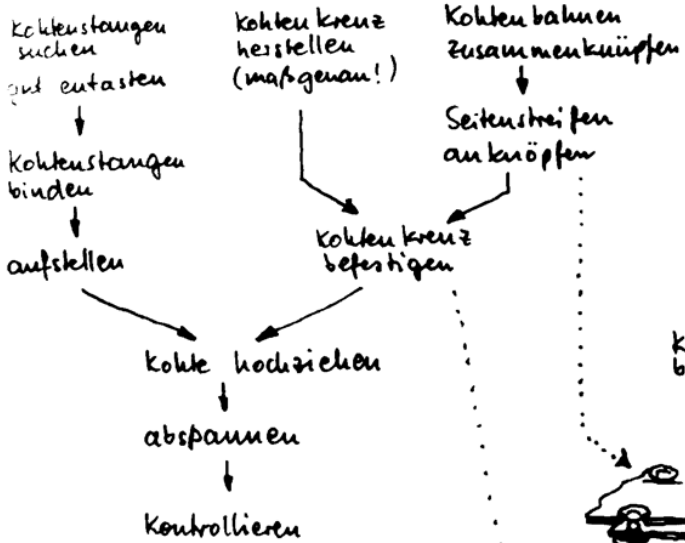 Kohtenstangen
suchen
gut entasten
Kohtenstangen
binden
aufstellen
Kohtenkreuz
herstellen
(maßgenau!)
Kohtenbahnen
zusammenknüpfen
Seitenstreifen
anknöpfen
Kohtenkreuz
befestigen
Kohte hochziehen
abspannen
Kontrollieren